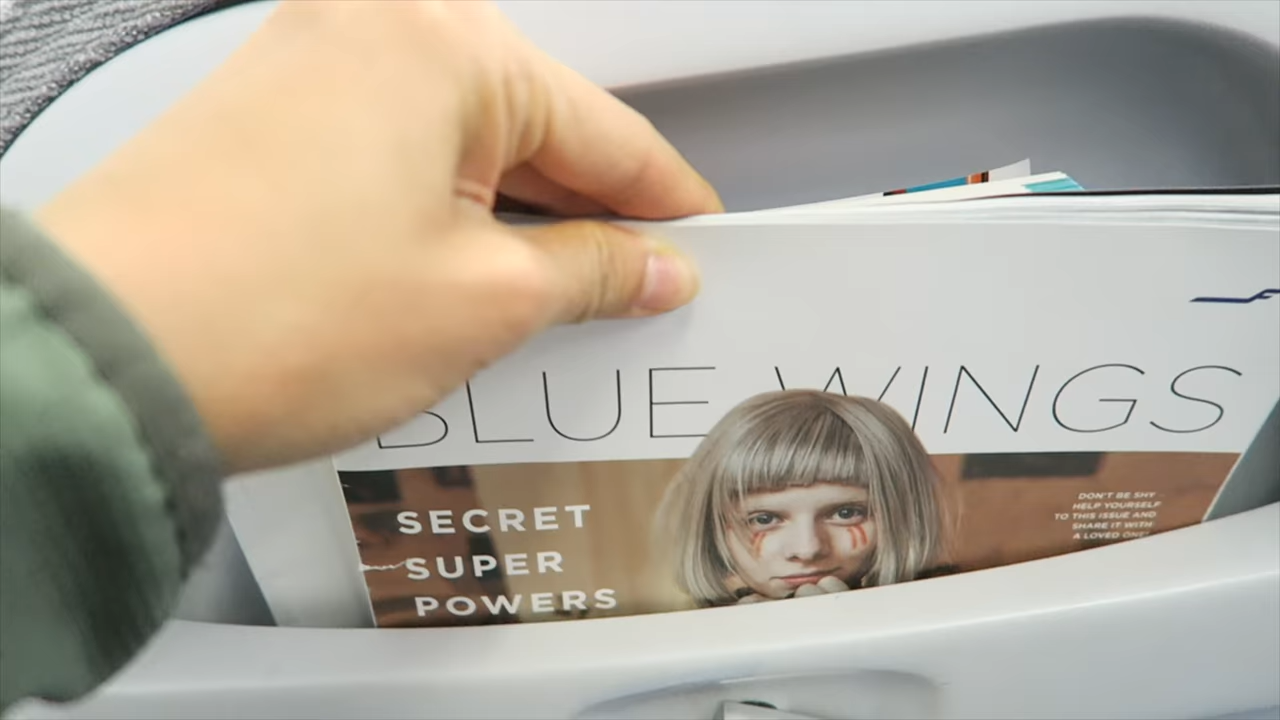 BLUE WINGS
SECRET
SUPER
POWERS
DON'T BE SHY
HELP YOURSELF
TO THIS ISSUE AND
SHARE IT WITH
A LOVED ONE!